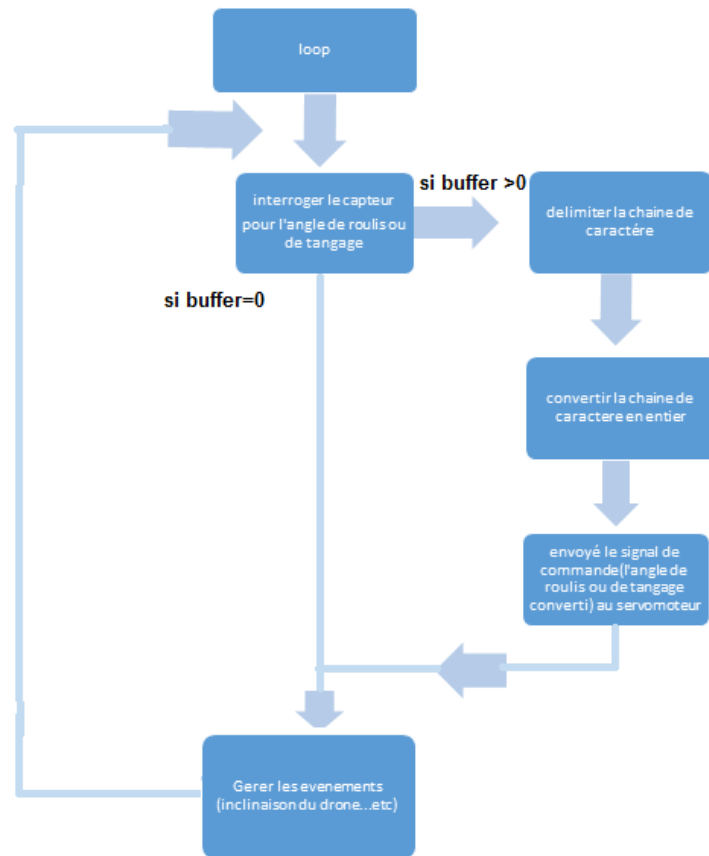 loop
interroger le capteur
pour l'angle de roulis ou
de tangage
si buffer >0
delimiter la chaine de
caractére
si buffer=0
convertir la chaine de
caractere en entier
envoyé le signal de
commande(l'angle de
roulis ou de tangage
converti) au servomoteur
Gerer les evenements
(inclinaison du drone...etc)